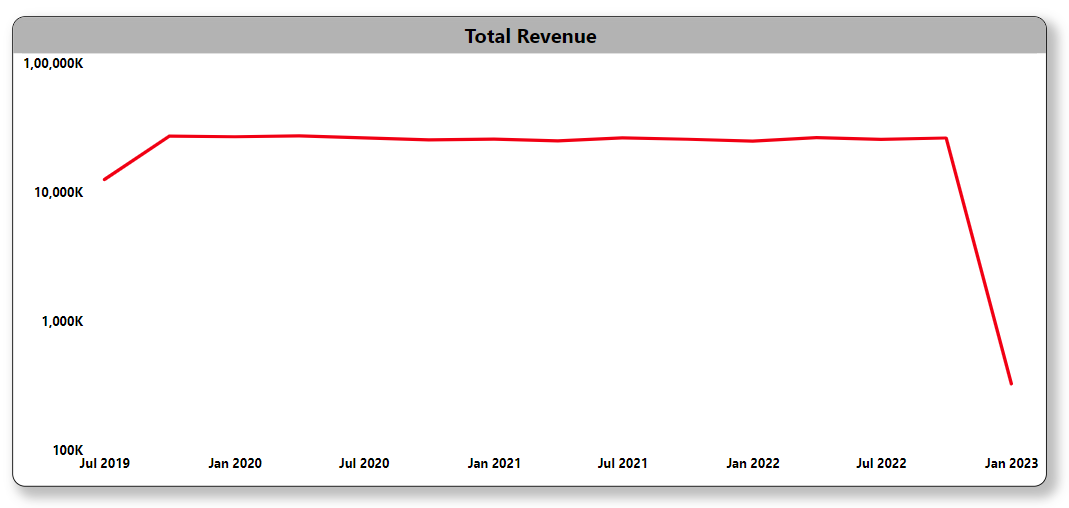 Total Revenue
1,00,000K
10,000K
1,000K
100K
Jul 2019 Jan 2020 Jul 2020 Jan 2021 Jul 2021 Jan 2022 Jul 2022 Jan 2023